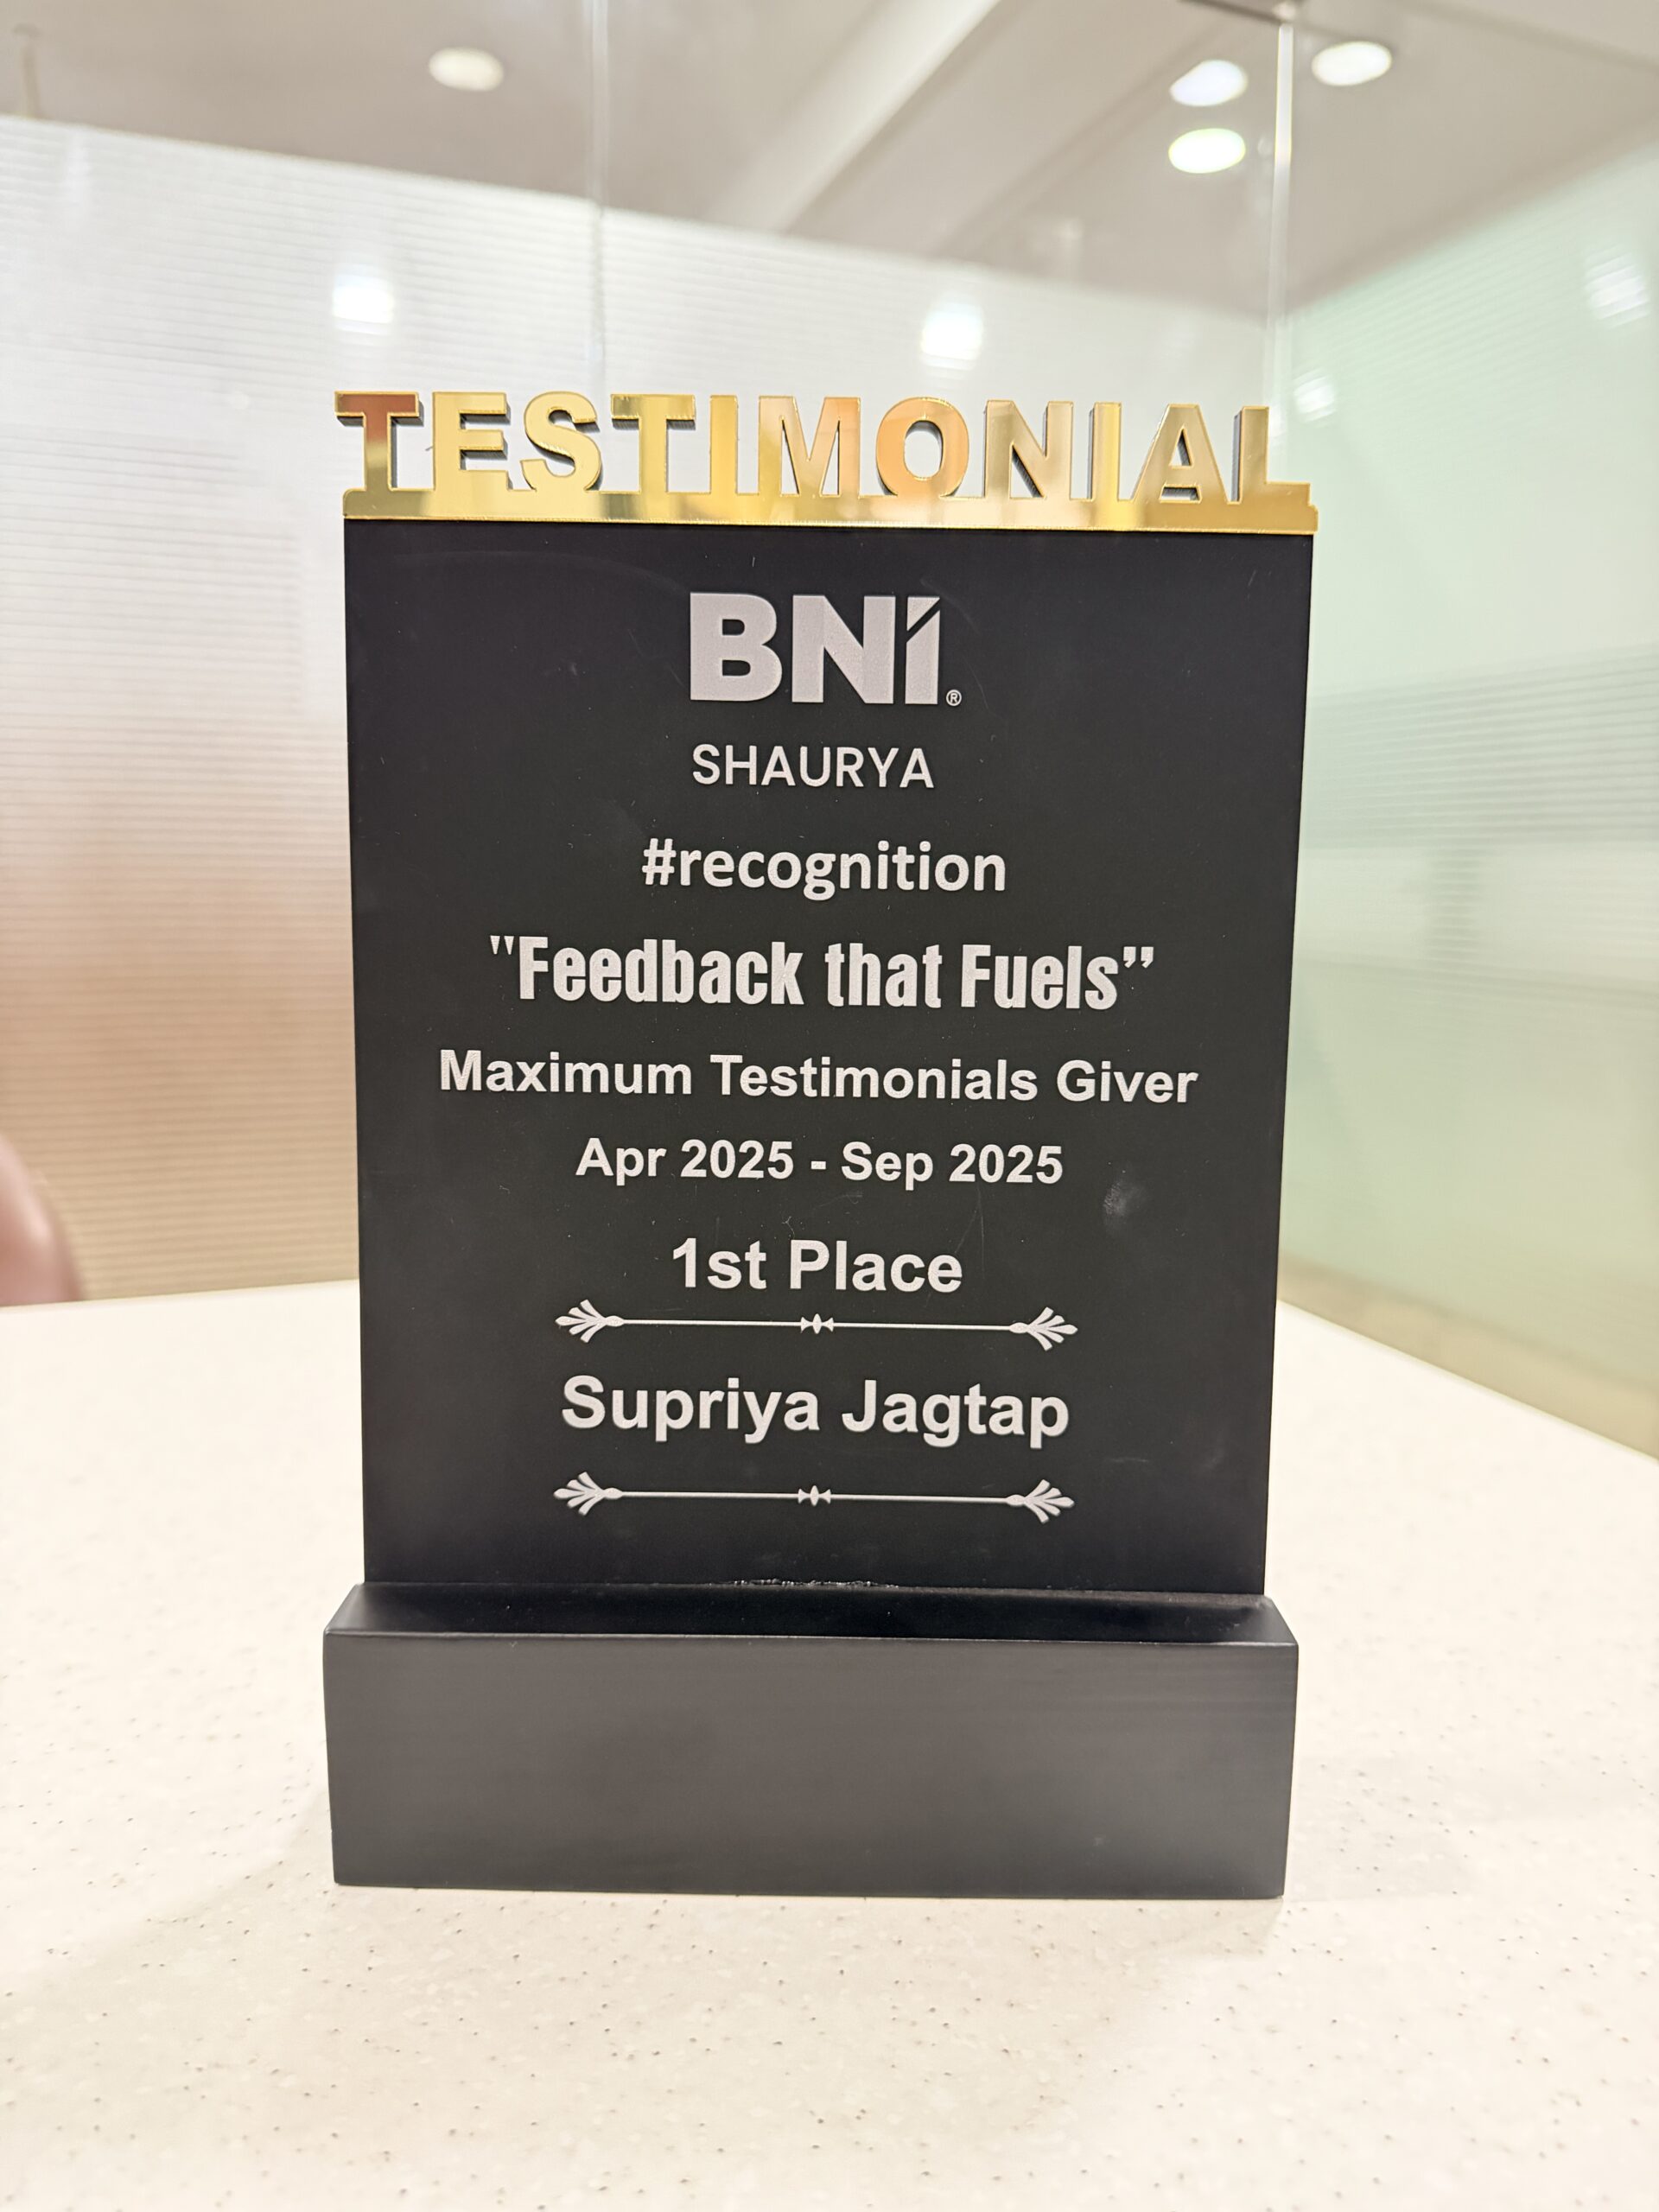 TESTIMONIAL
BNI®
SHAURYA
#recognition
"Feedback that Fuels”
Maximum Testimonials Giver
Apr 2025 - Sep 2025
1st Place
Supriya Jagtap